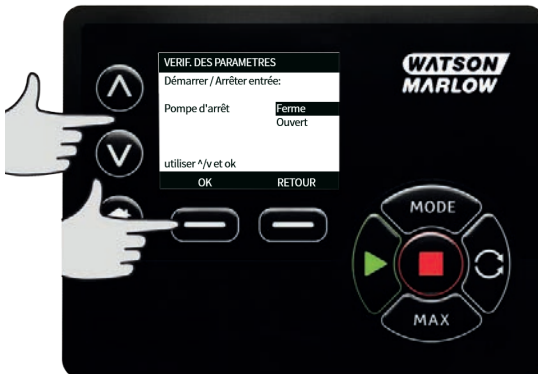 VERIF. DES PARAMETRES
Démarrer / Arrêter entrée:
Pompe d'arrêt Ferme
Ouvert
utiliser ^/v et ok
OK RETOUR
WATSON
MARLOW
MODE
MAX